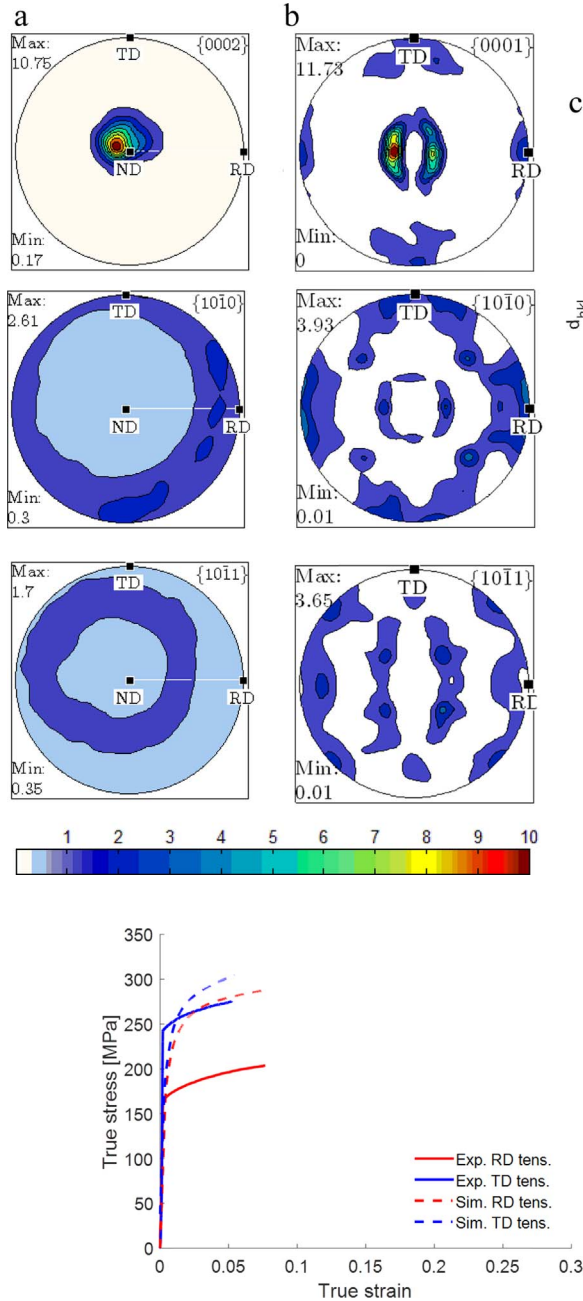 a
b
c
Max:
10.75
TD
{0002}
ND
RD
Min:
0.17
Max:
11.73
TD
{0001}
RD
Min:
0
Max:
2.61
TD
{101̄0}
ND
RD
Min:
0.3
Max:
3.93
TD
{101̄0}
RD
Min:
0.01
d_hkl
Max:
1.7
TD
{101̄1}
ND
RD
Min:
0.35
Max:
3.65
TD
{101̄1}
RD
Min:
0.01
1 2 3 4 5 6 7 8 9 10
350
300
250
200
150
100
50
0
True stress [MPa]
Exp. RD tens.
Exp. TD tens.
Sim. RD tens.
Sim. TD tens.
0 0.05 0.1 0.15 0.2 0.25 0.3
True strain